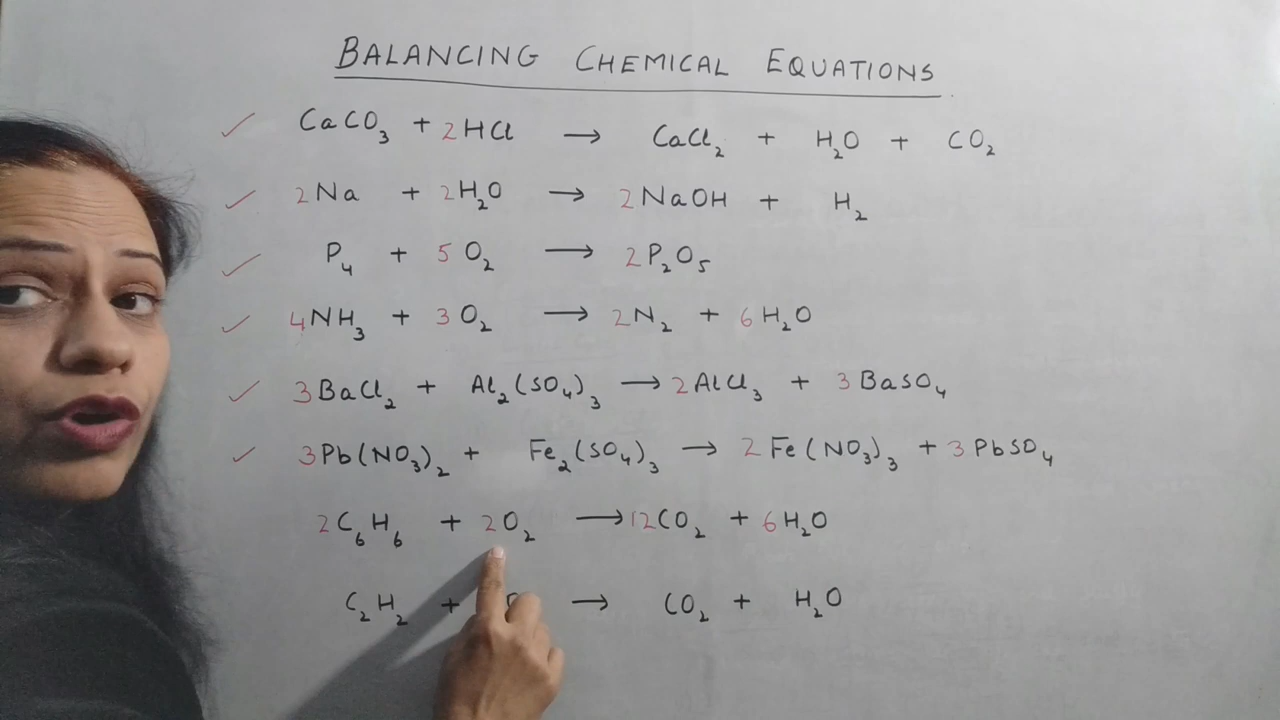 BALANCING CHEMICAL EQUATIONS
CaCO₃ + 2HCl → CaCl₂ + H₂O + CO₂
2Na + 2H₂O → 2NaOH + H₂
P₄ + 5O₂ → 2P₂O₅
4NH₃ + 3O₂ → 2N₂ + 6H₂O
3BaCl₂ + Al₂(SO₄)₃ → 2AlCl₃ + 3BaSO₄
3Pb(NO₃)₂ + Fe₂(SO₄)₃ → 2Fe(NO₃)₃ + 3PbSO₄
2C₆H₆ + 2O₂ → 12CO₂ + 6H₂O
C₂H₂ + → CO₂ + H₂O